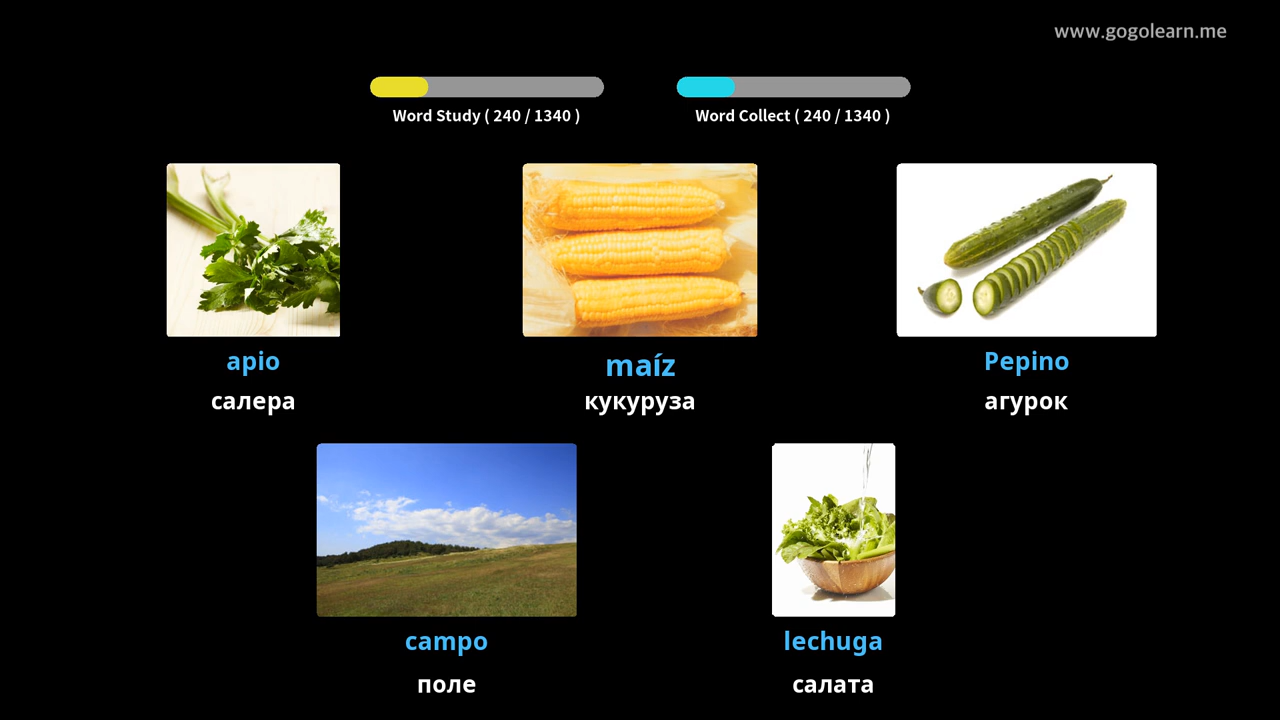 www.gogolearn.me
Word Study ( 240 / 1340 )
Word Collect ( 240 / 1340 )
apio
maíz
Pepino
салера
кукуруза
агурок
campo
lechuga
поле
салата